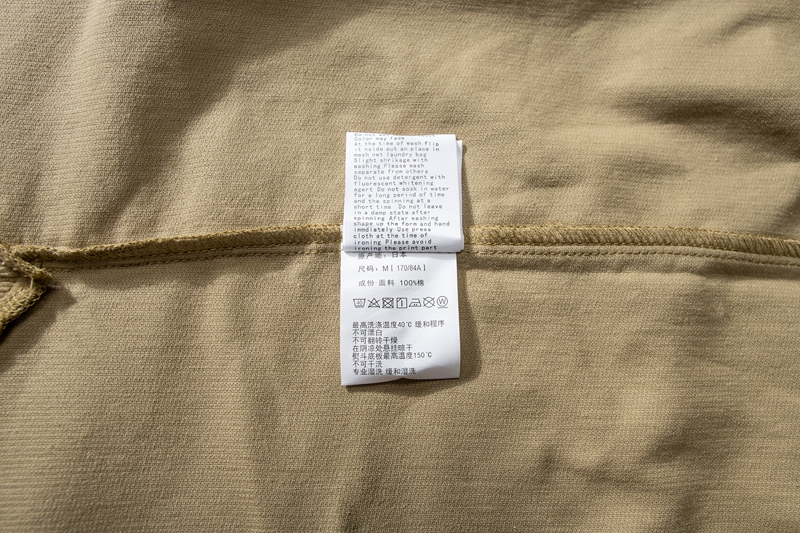 Color may fade
At the time of wash flip
it inside out an place in
mesh net laundry bag
Slight shrikage with
washing Please wash
separate from others
Do not use detergent with
fluorescent whitening
agert Do not soak in water
for a long period of time
and the spinning at a
short time Do not leave
in a damp state after
spinning After washing
shape up the form and hand
immdiately Use press
cloth at the time of
ironing Please avoid
ironing the print part
原产地: 日本
尺码: M [ 170/84A ]
成份 面料 100%棉
40
最高洗涤温度40℃ 缓和程序
不可漂白
不可翻转干燥
在阴凉处悬挂晾干
熨斗底板最高温度150℃
不可干洗
专业湿洗 缓和湿洗